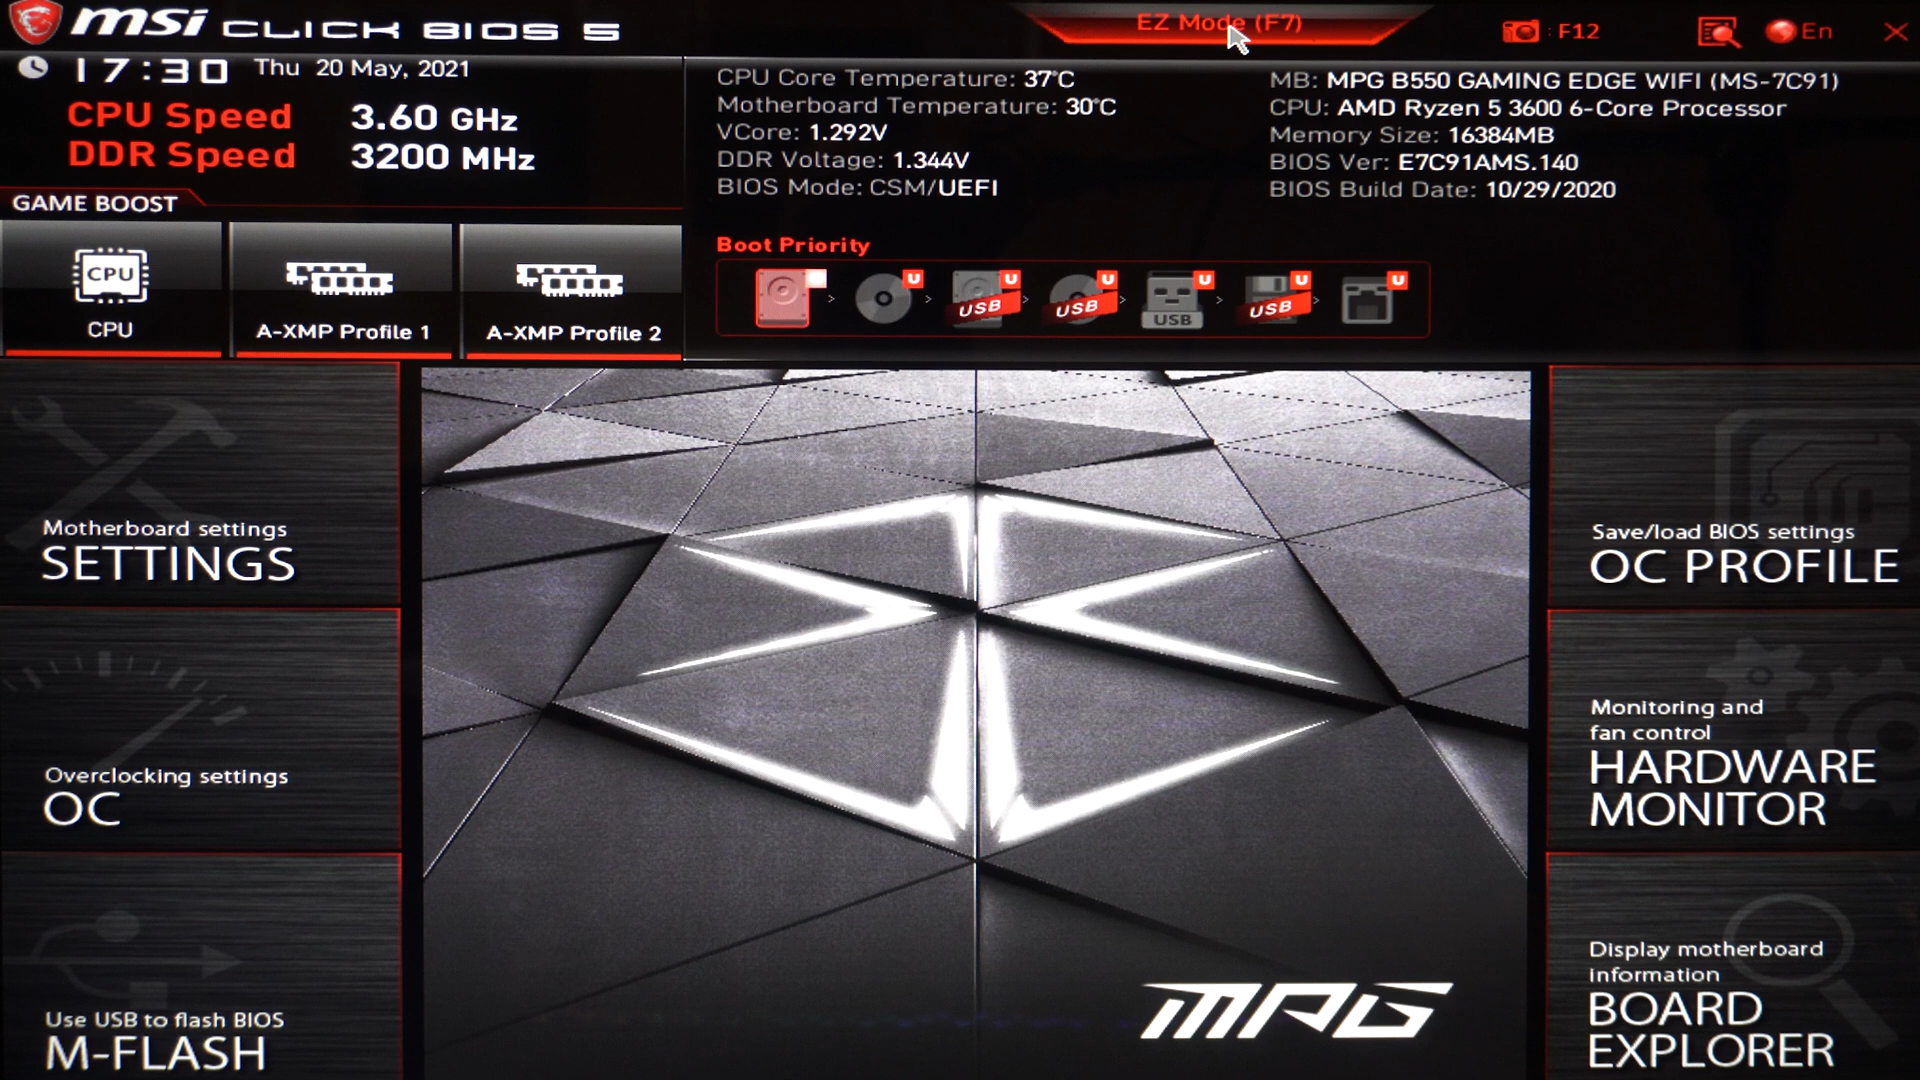 msi CLICK BIOS 5
EZ Mode (F7)
: F12
En
17:30 Thu 20 May, 2021
CPU Speed 3.60 GHz
DDR Speed 3200 MHz
CPU Core Temperature: 37°C
Motherboard Temperature: 30°C
VCore: 1.292V
DDR Voltage: 1.344V
BIOS Mode: CSM/UEFI
MB: MPG B550 GAMING EDGE WIFI (MS-7C91)
CPU: AMD Ryzen 5 3600 6-Core Processor
Memory Size: 16384MB
BIOS Ver: E7C91AMS.140
BIOS Build Date: 10/29/2020
GAME BOOST
CPU
CPU
A-XMP Profile 1
A-XMP Profile 2
Boot Priority
U
U
USB
U
USB
U
USB
U
USB
U
Motherboard settings
SETTINGS
Overclocking settings
OC
Use USB to flash BIOS
M-FLASH
MPG
Save/load BIOS settings
OC PROFILE
Monitoring and
fan control
HARDWARE
MONITOR
Display motherboard
information
BOARD
EXPLORER